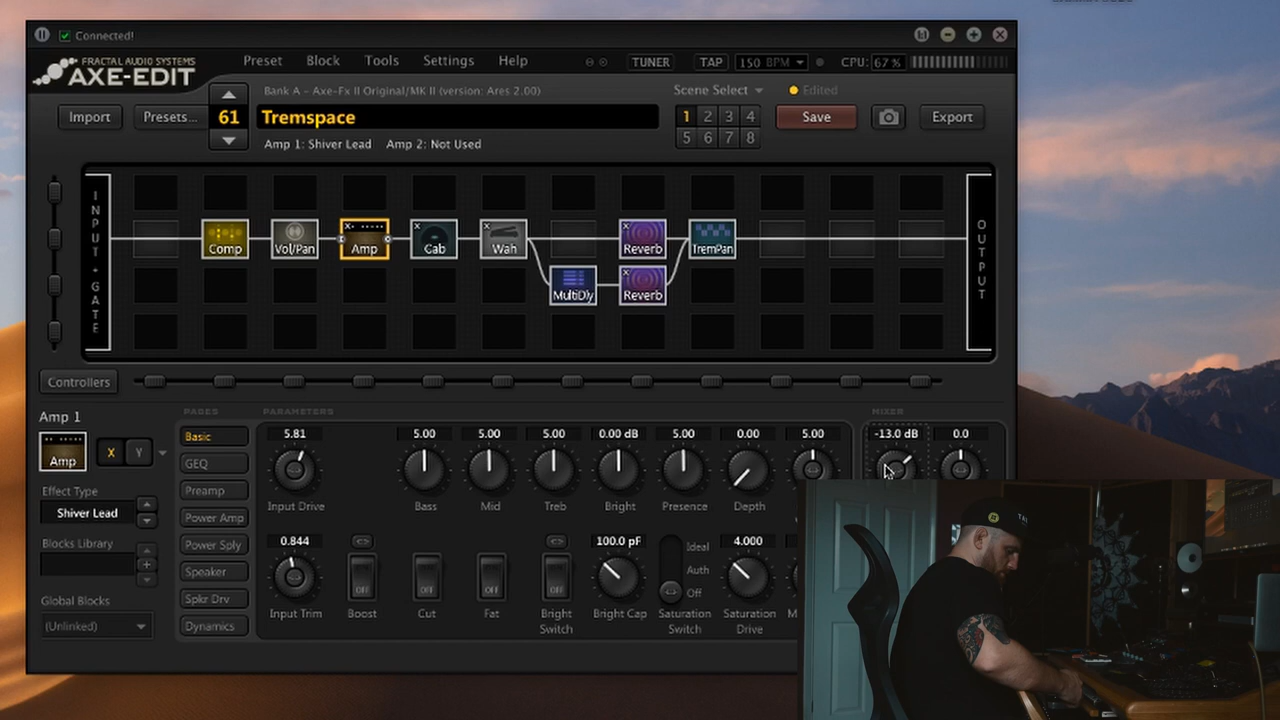 Connected!
FRACTAL AUDIO SYSTEMS
AXE-EDIT
Preset Block Tools Settings Help TUNER TAP 150 BPM CPU: 67 %
Bank A - Axe-Fx II Original/MK II (version: Ares 2.00)
Scene Select Edited
Import Presets... 61 Tremspace 1 2 3 4 Save Export
5 6 7 8
Amp 1: Shiver Lead Amp 2: Not Used
INPUT • GATE
OUTPUT
X X X X X
Comp Vol/Pan Amp Cab Wah Reverb TremPan
X
MultiDly Reverb
Controllers
Amp 1 PAGES PARAMETERS MIXER
Amp X Y
Effect Type
Shiver Lead
Blocks Library
Global Blocks
(Unlinked)
Basic
GEQ
Preamp
Power Amp
Power Sply
Speaker
Spkr Drv
Dynamics
5.81 5.00 5.00 5.00 0.00 dB 5.00 0.00 5.00 -13.0 dB 0.0
Input Drive Bass Mid Treb Bright Presence Depth
0.844 100.0 pF 4.000
Ideal
Auth
Off
OFF OFF OFF OFF
Input Trim Boost Cut Fat Bright Switch Bright Cap Saturation Switch Saturation Drive